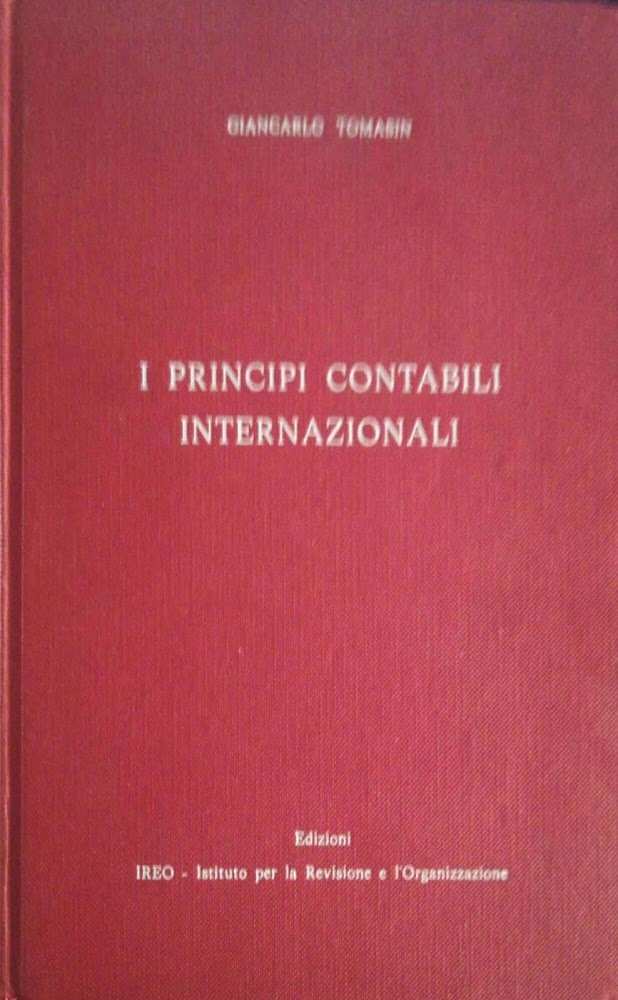 GIANCARLO TOMASIN
I PRINCIPI CONTABILI
INTERNAZIONALI
Edizioni
IREO - Istituto per la Revisione e l'Organizzazione